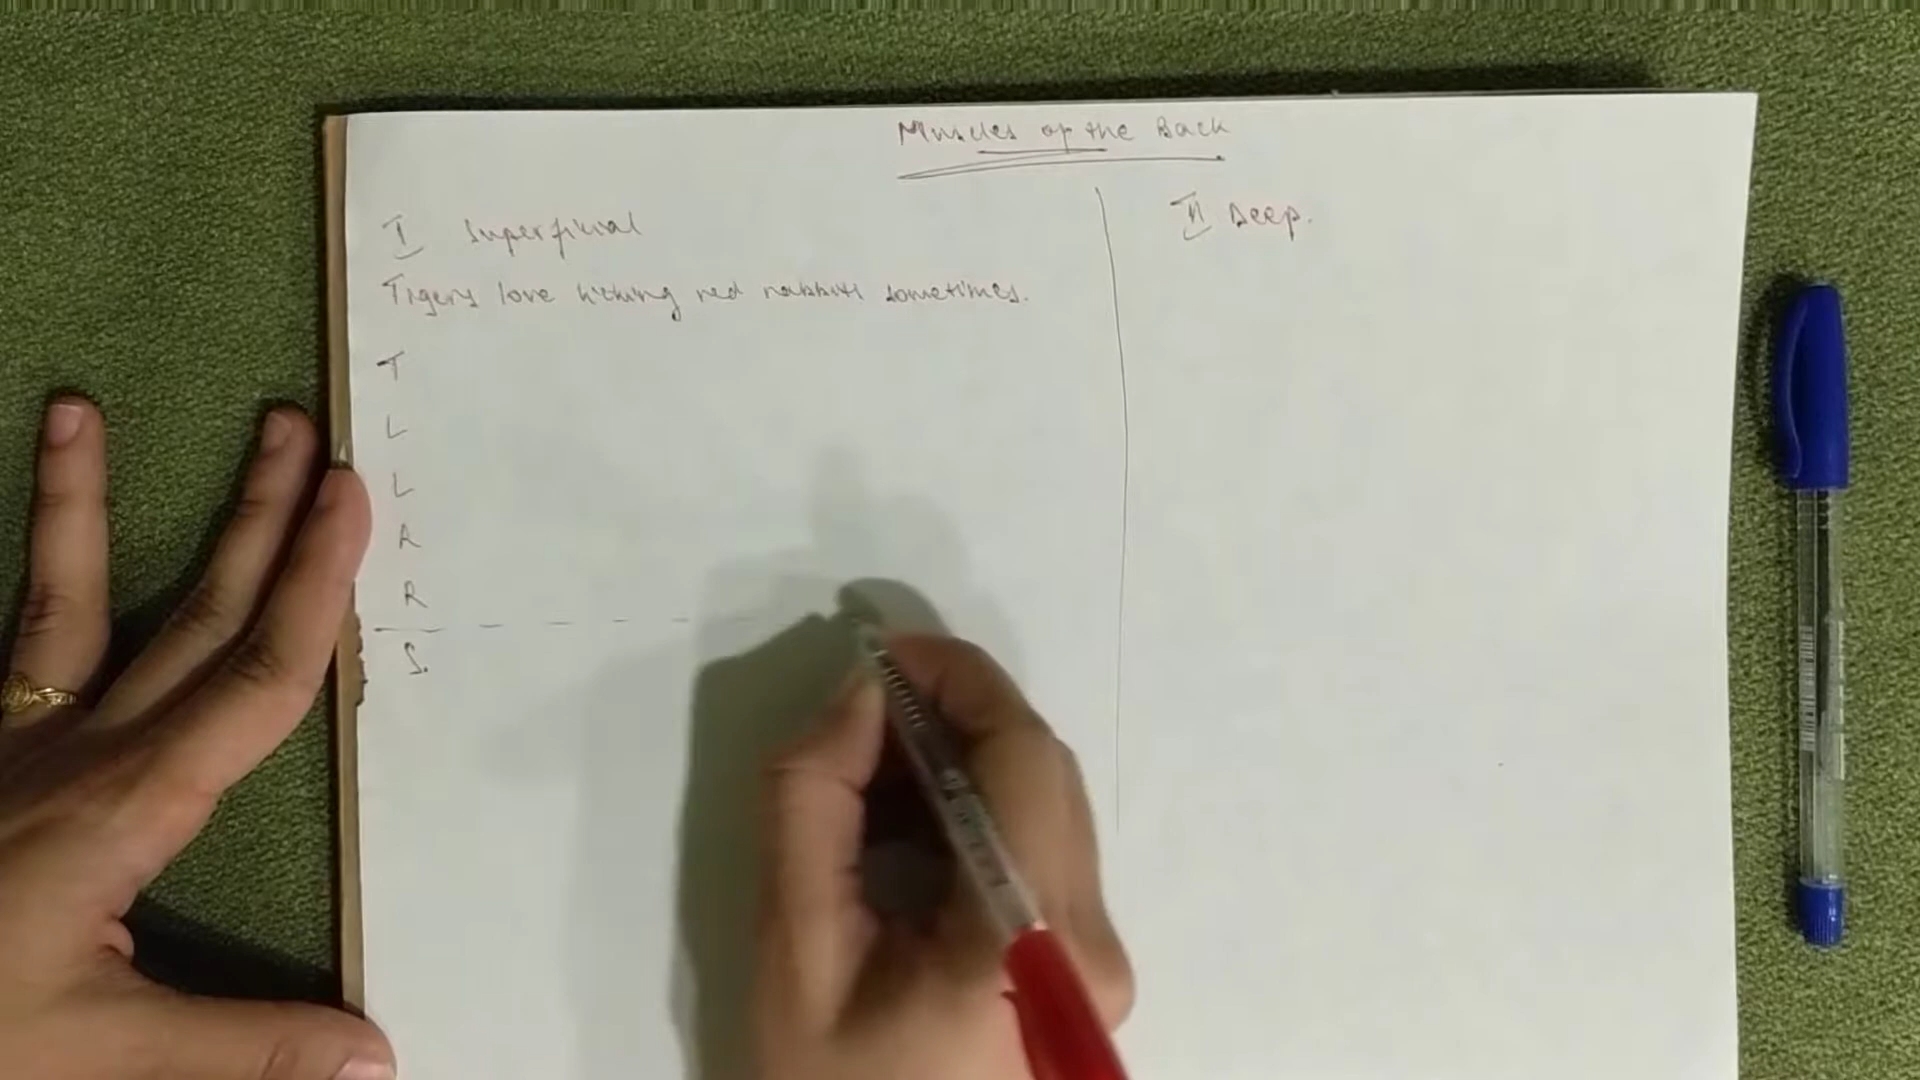 Muscles of the Back
I Superficial
Tigers love kicking red rabbits sometimes.
T
L
L
R
R
S.
II Deep.